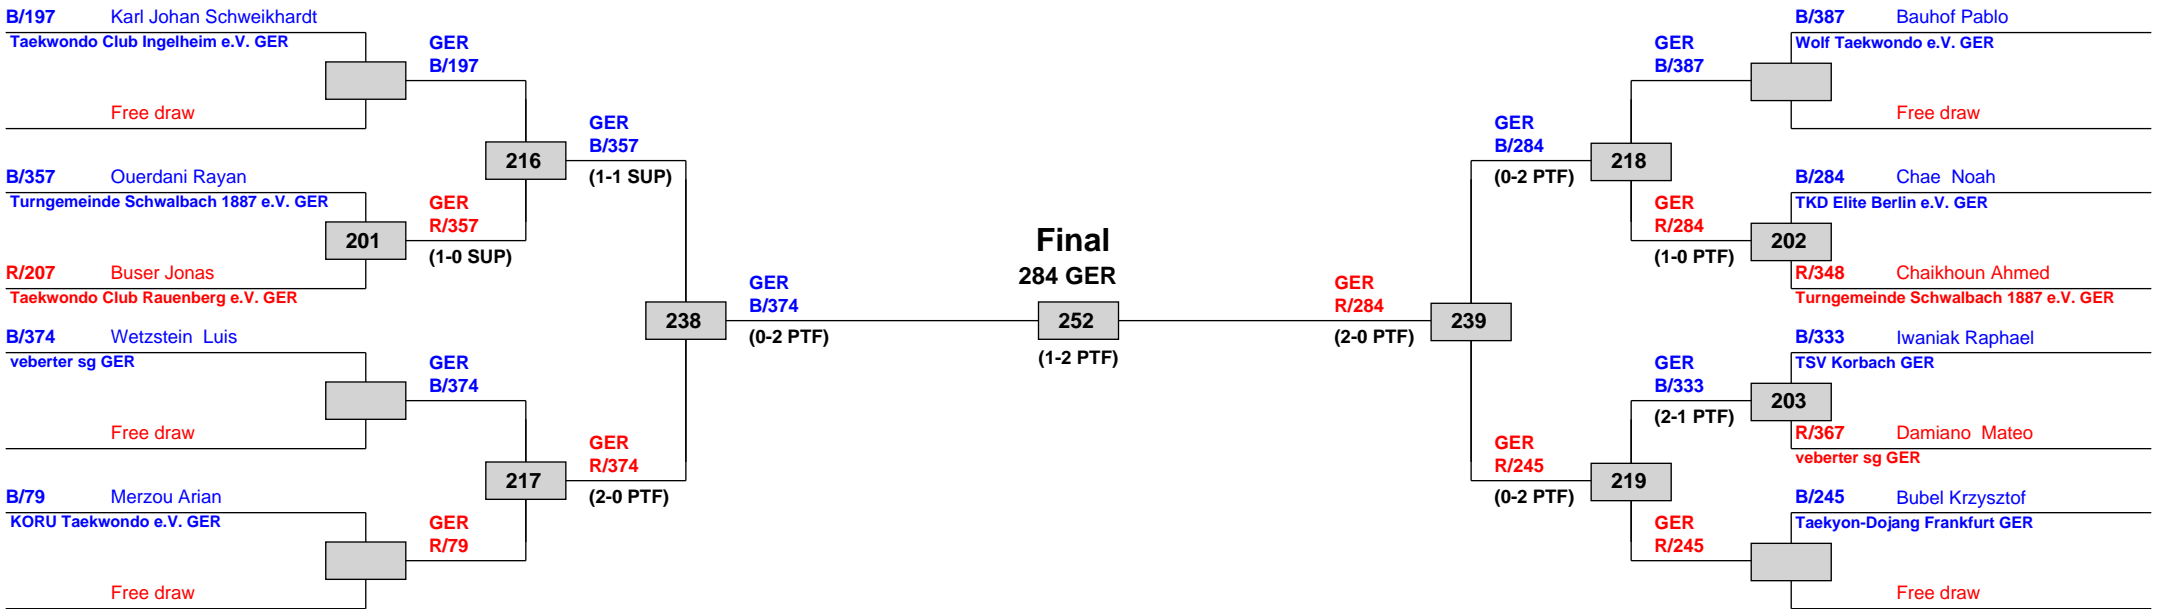 B/197 Karl Johan Schweikhardt
Taekwondo Club Ingelheim e.V. GER
Free draw
B/357 Ouerdani Rayan
Turngemeinde Schwalbach 1887 e.V. GER
201
R/207 Buser Jonas
Taekwondo Club Rauenberg e.V. GER
B/374 Wetzstein Luis
veberter sg GER
Free draw
B/79 Merzou Arian
KORU Taekwondo e.V. GER
Free draw
GER
B/197
216
GER
R/357
(1-0 SUP)
GER
B/374
217
GER
R/79
GER
B/357
(1-1 SUP)
238
GER
R/374
(2-0 PTF)
GER
B/374
(0-2 PTF)
Final
284 GER
252
(1-2 PTF)
GER
R/284
(2-0 PTF)
239
GER
B/284
(0-2 PTF)
218
GER
R/245
(0-2 PTF)
219
GER
B/387
GER
R/284
(1-0 PTF)
202
GER
B/333
(2-1 PTF)
203
GER
R/245
B/387 Bauhof Pablo
Wolf Taekwondo e.V. GER
Free draw
B/284 Chae Noah
TKD Elite Berlin e.V. GER
R/348 Chaikhoun Ahmed
Turngemeinde Schwalbach 1887 e.V. GER
B/333 Iwaniak Raphael
TSV Korbach GER
R/367 Damiano Mateo
veberter sg GER
B/245 Bubel Krzysztof
Taekyon-Dojang Frankfurt GER
Free draw